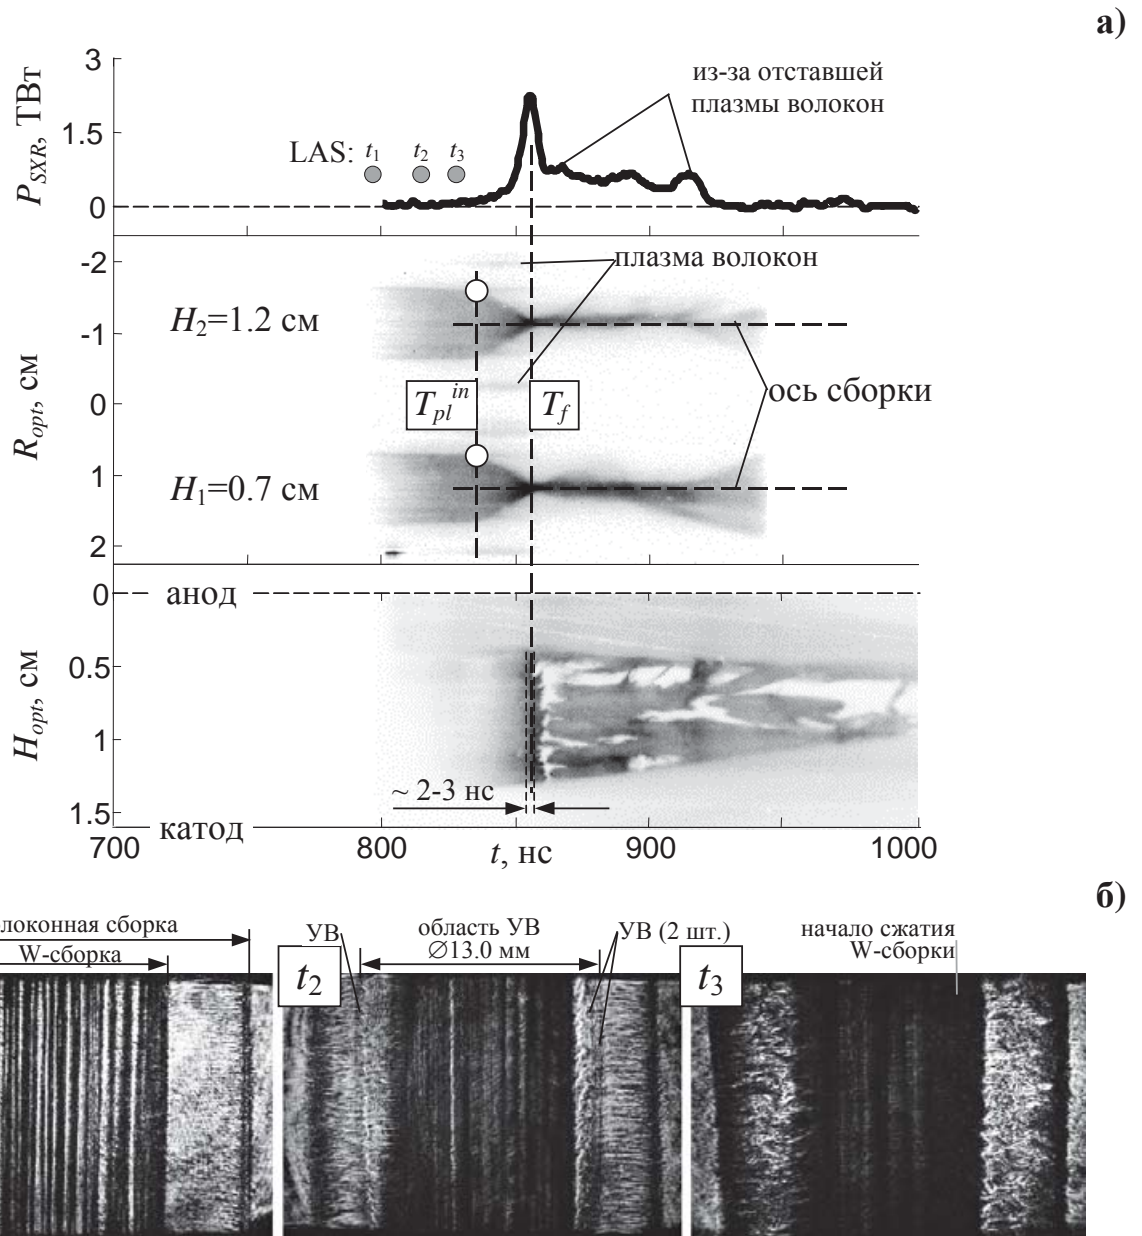 а)
3
из-за отставшей
плазмы волокон
P_SXR, ТВт
1.5
LAS: t1 t2 t3
0
-2
плазма волокон
H2=1.2 см
-1
R_opt, см
0
T_pl^in
T_f
ось сборки
1
H1=0.7 см
2
0
анод
0.5
H_opt, см
1
~ 2-3 нс
1.5
катод
700
800
t, нс
900
1000
б)
локонная сборка
W-сборка
УВ
область УВ
∅13.0 мм
УВ (2 шт.)
начало сжатия
W-сборки
t2
t3